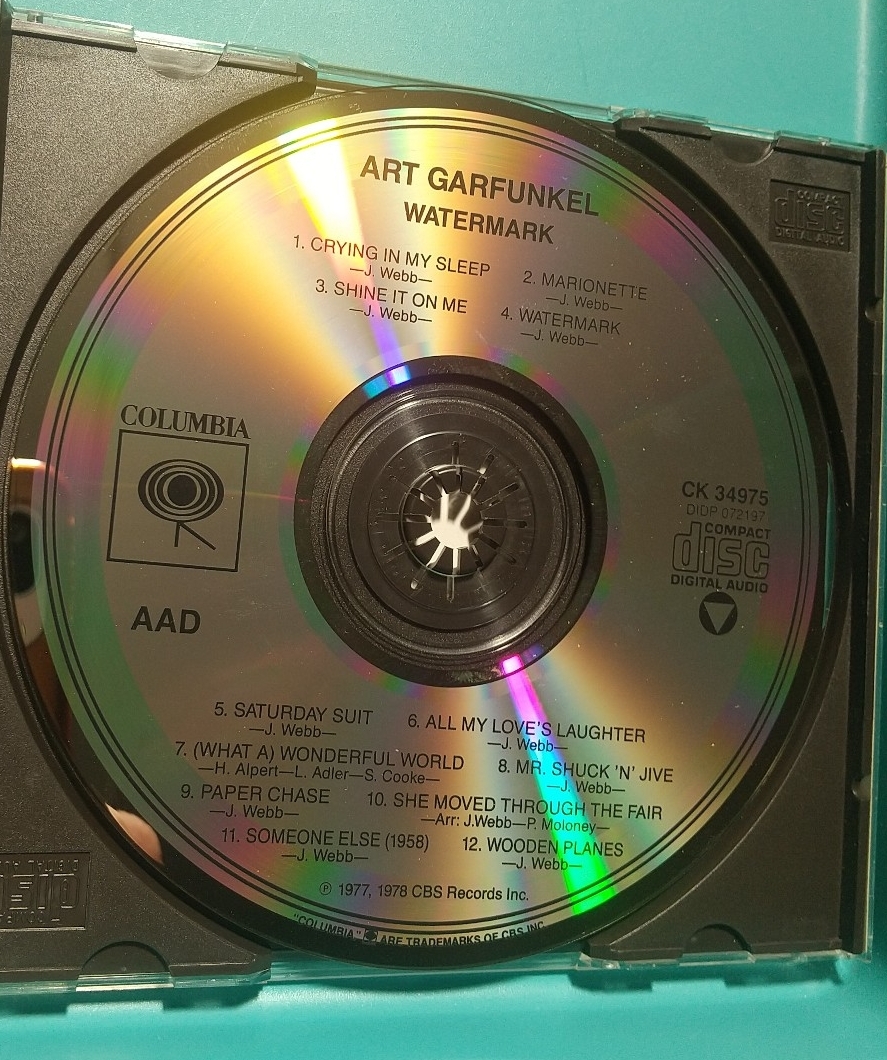 ART GARFUNKEL
WATERMARK
1. CRYING IN MY SLEEP
—J. Webb—
2. MARIONETTE
—J. Webb—
3. SHINE IT ON ME
—J. Webb—
4. WATERMARK
—J. Webb—
COLUMBIA
AAD
CK 34975
DIDP 072197
COMPACT
disc
DIGITAL AUDIO
5. SATURDAY SUIT
—J. Webb—
6. ALL MY LOVE'S LAUGHTER
—J. Webb—
7. (WHAT A) WONDERFUL WORLD
—H. Alpert—L. Adler—S. Cooke—
8. MR. SHUCK 'N' JIVE
—J. Webb—
9. PAPER CHASE
—J. Webb—
10. SHE MOVED THROUGH THE FAIR
—Arr: J.Webb—P. Moloney—
11. SOMEONE ELSE (1958)
—J. Webb—
12. WOODEN PLANES
—J. Webb—
℗ 1977, 1978 CBS Records Inc.
"COLUMBIA," ARE TRADEMARKS OF CBS INC.
COMPACT
disc
DIGITAL AUDIO